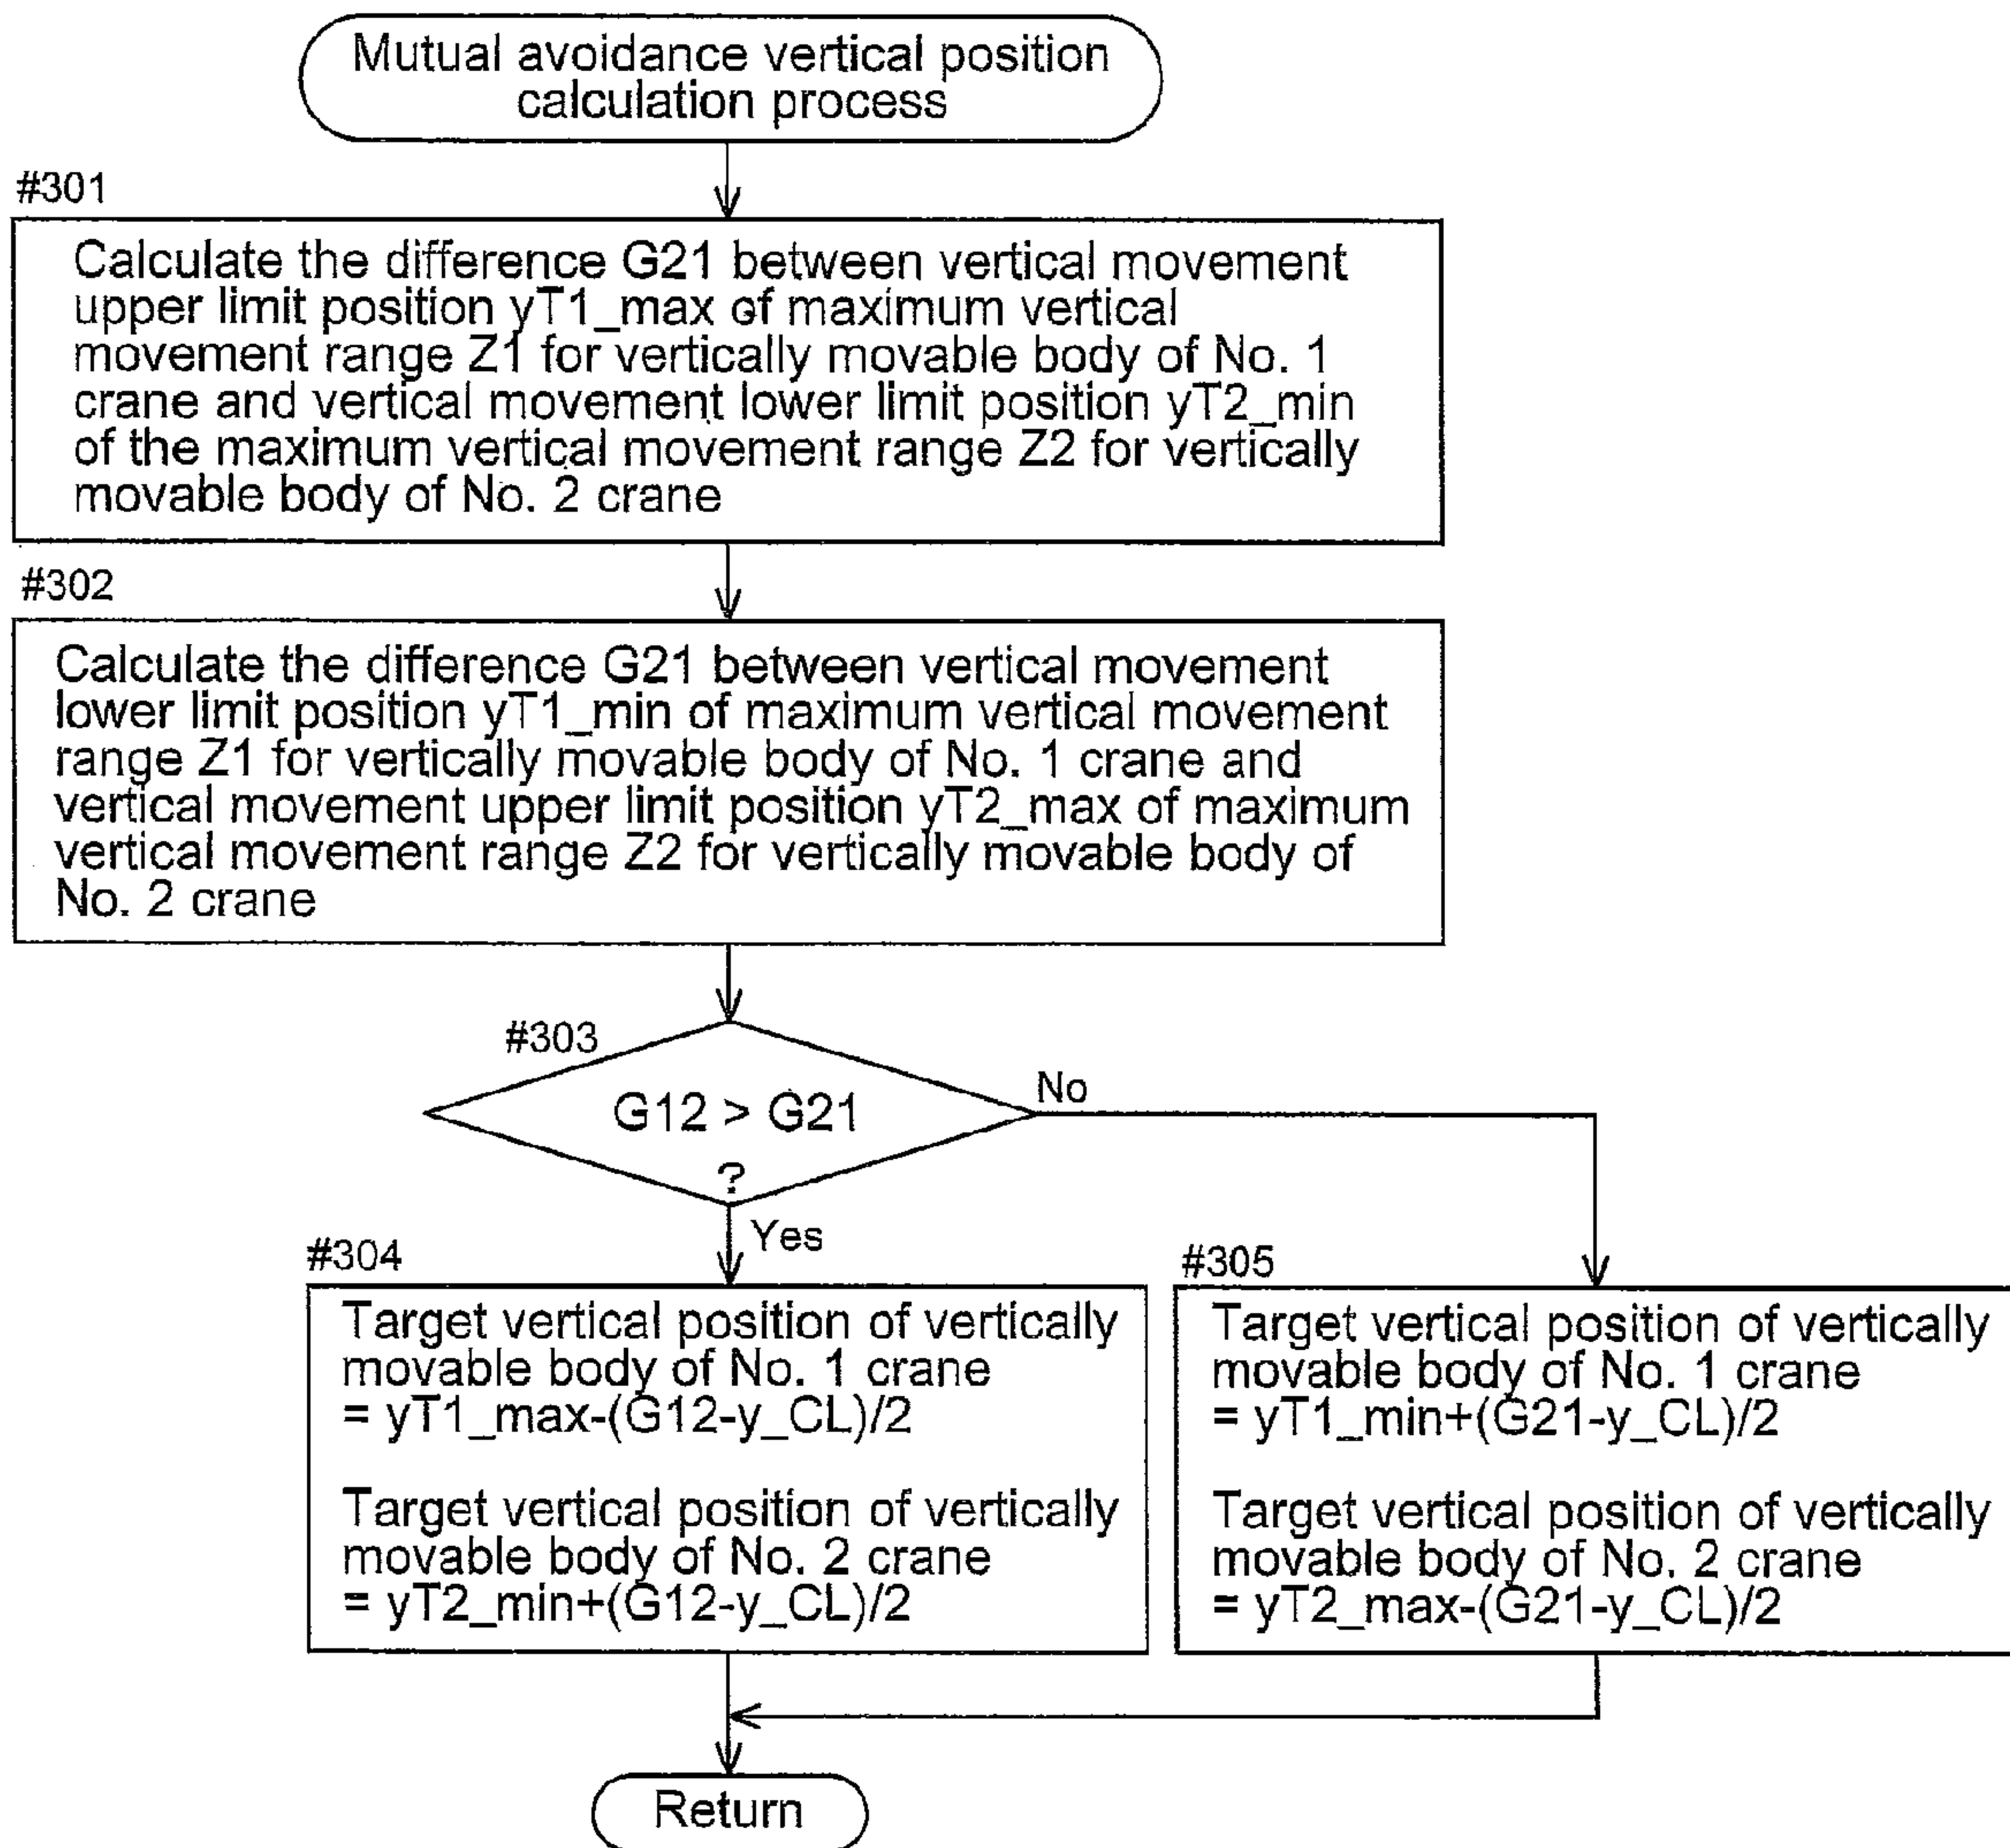 Mutual avoidance vertical position
calculation process
#301
Calculate the difference G21 between vertical movement
upper limit position yT1_max of maximum vertical
movement range Z1 for vertically movable body of No. 1
crane and vertical movement lower limit position yT2_min
of the maximum vertical movement range Z2 for vertically
movable body of No. 2 crane
#302
Calculate the difference G21 between vertical movement
lower limit position yT1_min of maximum vertical movement
range Z1 for vertically movable body of No. 1 crane and
vertical movement upper limit position yT2_max of maximum
vertical movement range Z2 for vertically movable body of
No. 2 crane
#303
G12 > G21
?
No
Yes
#304
Target vertical position of vertically
movable body of No. 1 crane
= yT1_max-(G12-y_CL)/2
Target vertical position of vertically
movable body of No. 2 crane
= yT2_min+(G12-y_CL)/2
#305
Target vertical position of vertically
movable body of No. 1 crane
= yT1_min+(G21-y_CL)/2
Target vertical position of vertically
movable body of No. 2 crane
= yT2_max-(G21-y_CL)/2
Return